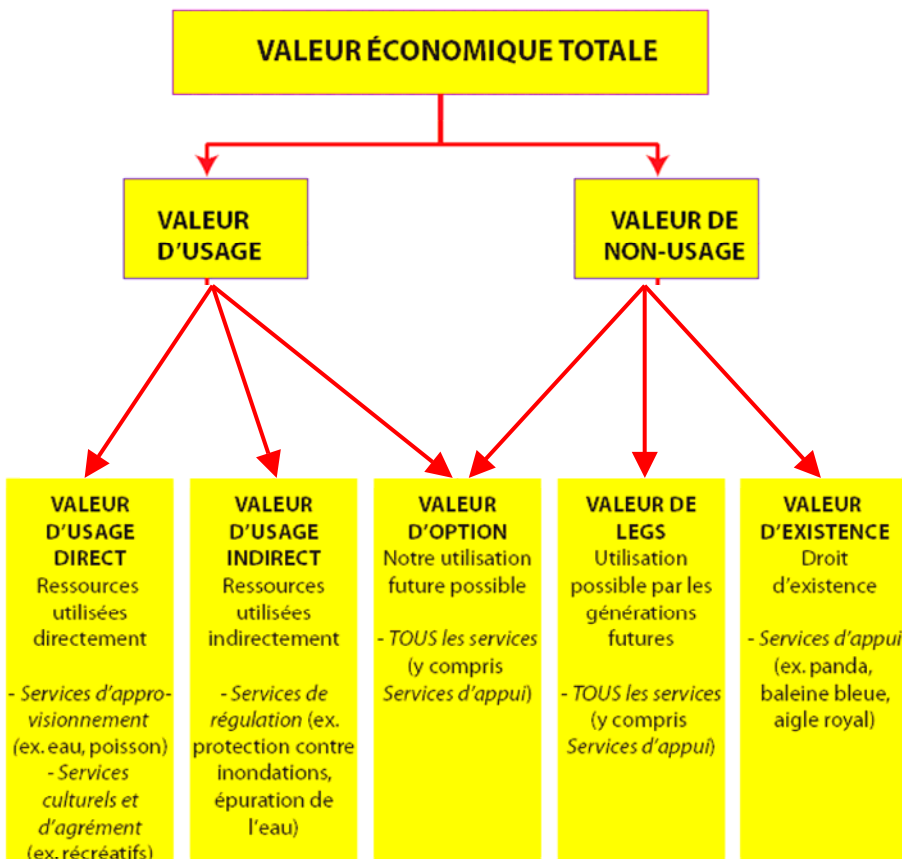 VALEUR ÉCONOMIQUE TOTALE
VALEUR
D'USAGE
VALEUR DE
NON-USAGE
VALEUR
D'USAGE
DIRECT
Ressources
utilisées
directement
- Services d'appro-
visionnement
(ex. eau, poisson)
- Services
culturels et
d'agrément
(ex. récréatifs)
VALEUR
D'USAGE
INDIRECT
Ressources
utilisées
indirectement
- Services de
régulation (ex.
protection contre
inondations,
épuration de
l'eau)
VALEUR
D'OPTION
Notre utilisation
future possible
- TOUS les services
(y compris
Services d'appui)
VALEUR DE
LEGS
Utilisation
possible par les
générations
futures
- TOUS les services
(y compris
Services d'appui)
VALEUR
D'EXISTENCE
Droit
d'existence
- Services d'appui
(ex. panda,
baleine bleue,
aigle royal)